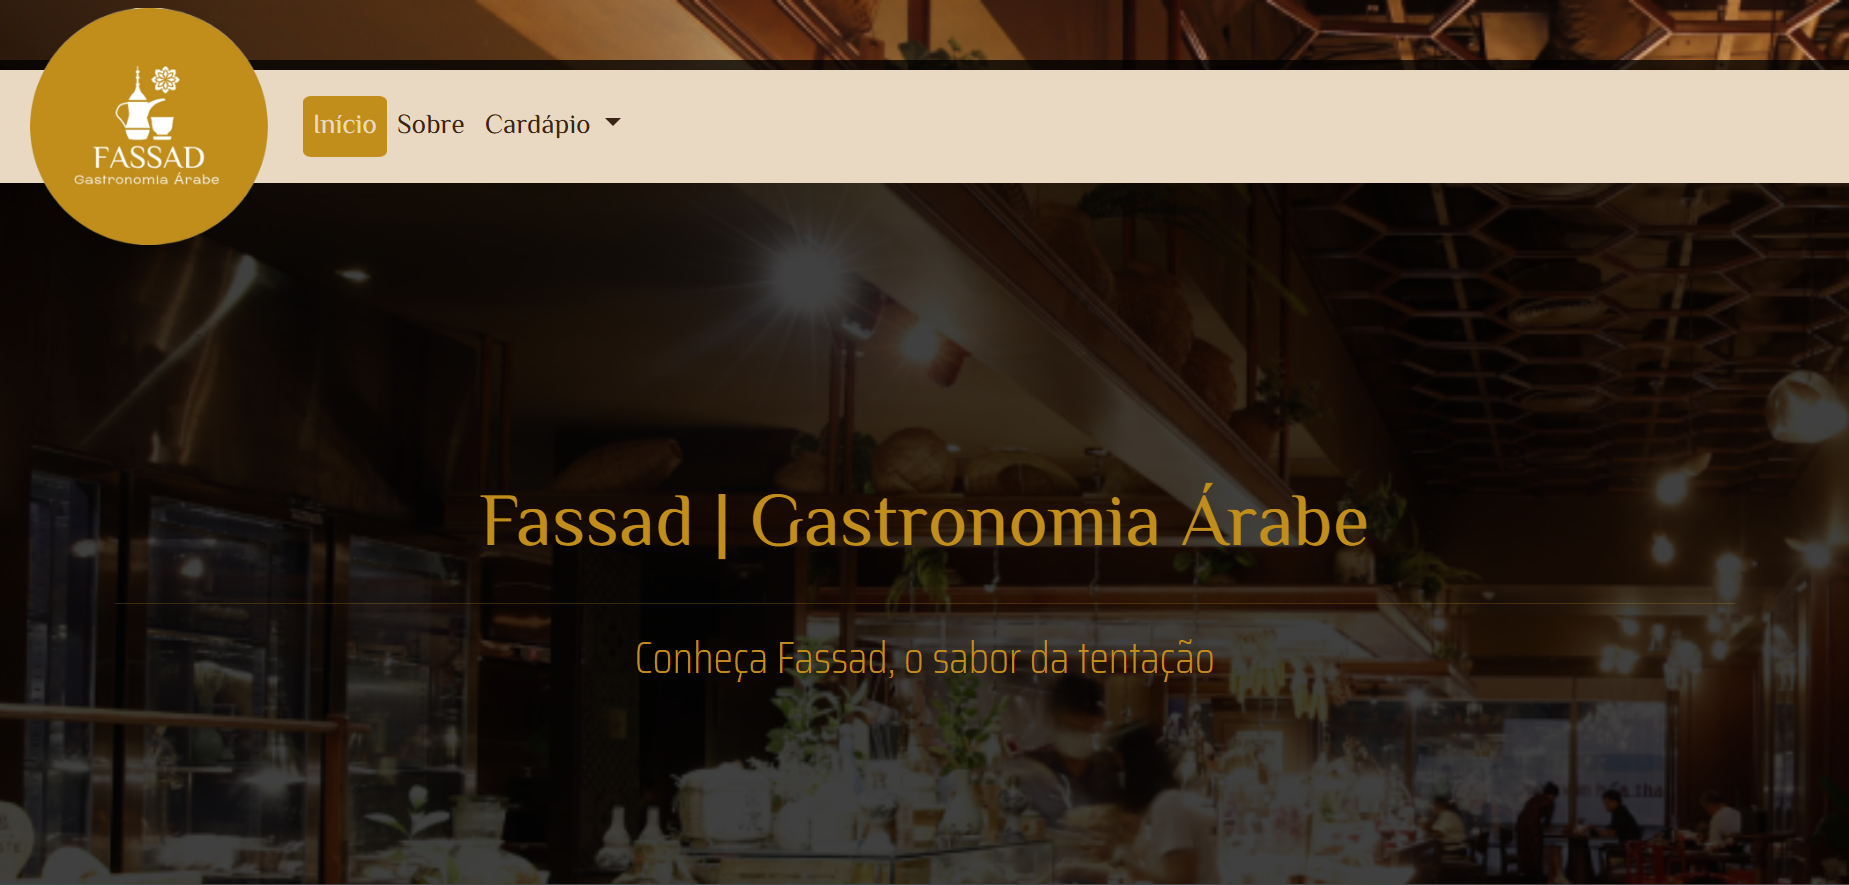 FASSAD
Gastronomia Árabe
Início
Sobre
Cardápio
Fassad | Gastronomia Árabe
Conheça Fassad, o sabor da tentação